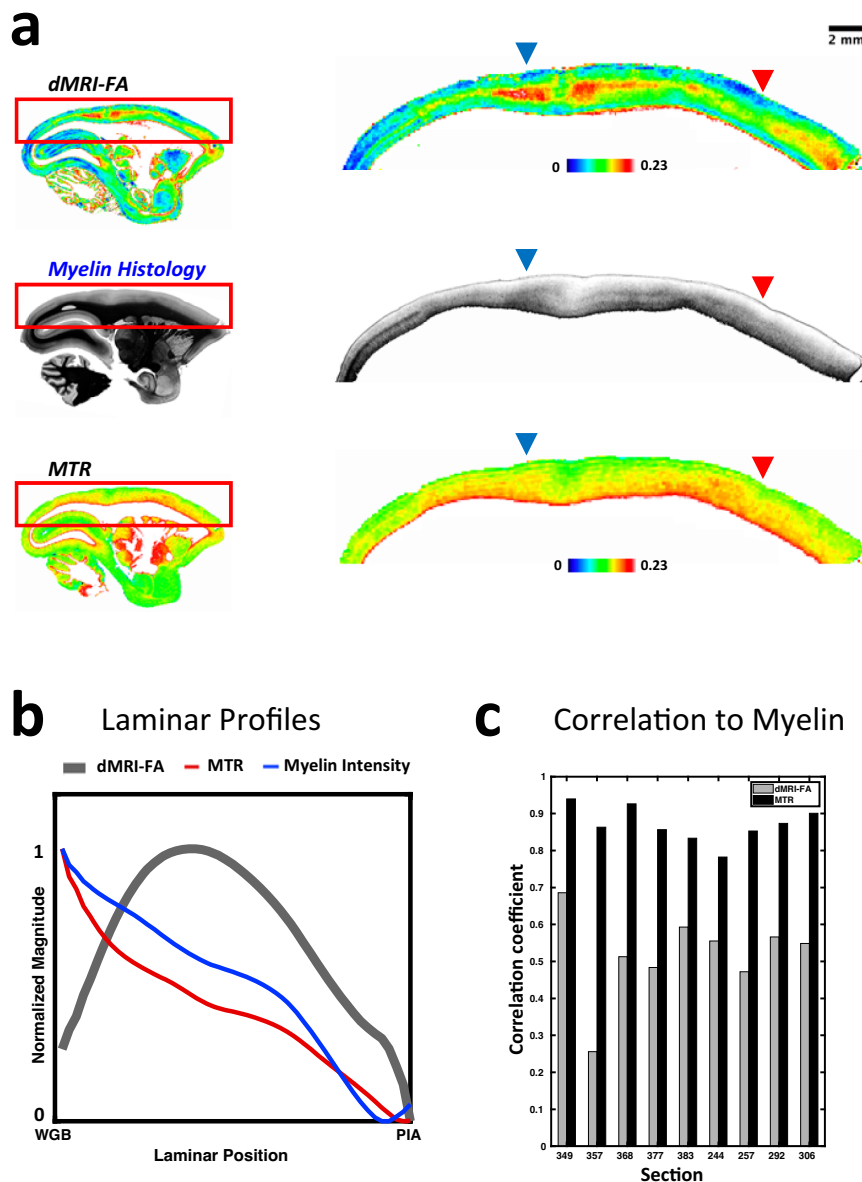 a
2 mm
dMRI-FA
0 0.23
Myelin Histology
MTR
0 0.23
b Laminar Profiles
dMRI-FA MTR Myelin Intensity
1
Normalized Magnitude
0
WGB PIA
Laminar Position
c Correlation to Myelin
dMRI-FA
MTR
1
0.9
0.8
0.7
0.6
0.5
0.4
0.3
0.2
0.1
0
Correlation coefficient
349 357 368 377 383 244 257 292 306
Section